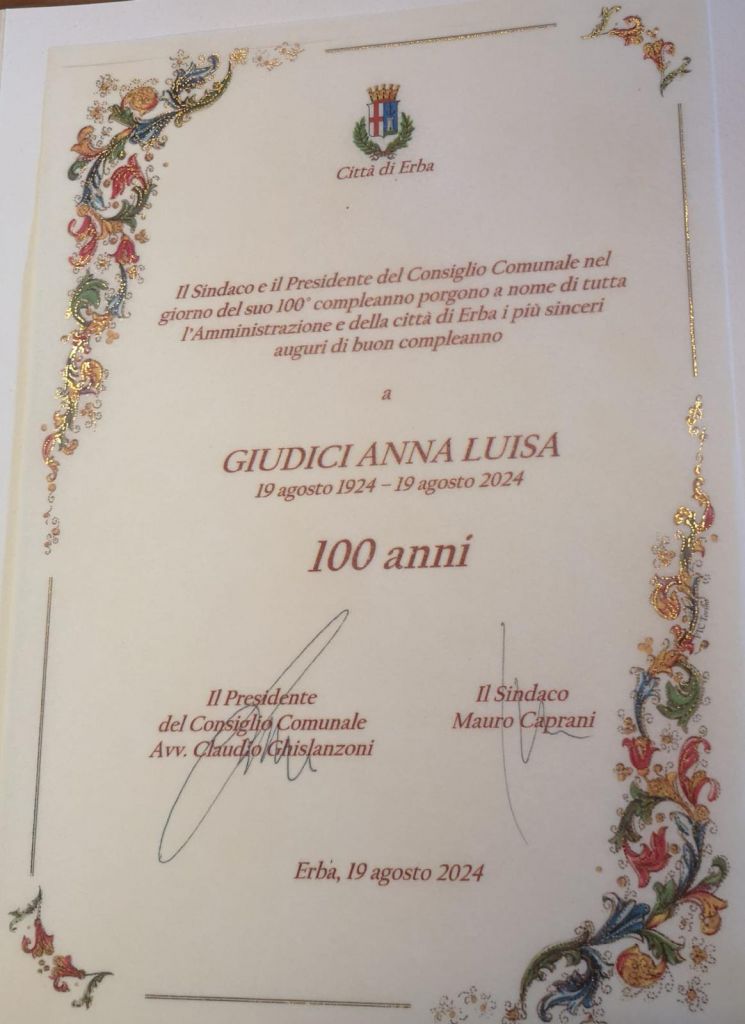 Città di Erba
Il Sindaco e il Presidente del Consiglio Comunale nel
giorno del suo 100° compleanno porgono a nome di tutta
l'Amministrazione e della città di Erba i più sinceri
auguri di buon compleanno
a
GIUDICI ANNA LUISA
19 agosto 1924 – 19 agosto 2024
100 anni
Il Presidente
del Consiglio Comunale
Avv. Claudio Ghislanzoni
Il Sindaco
Mauro Caprani
Erba, 19 agosto 2024